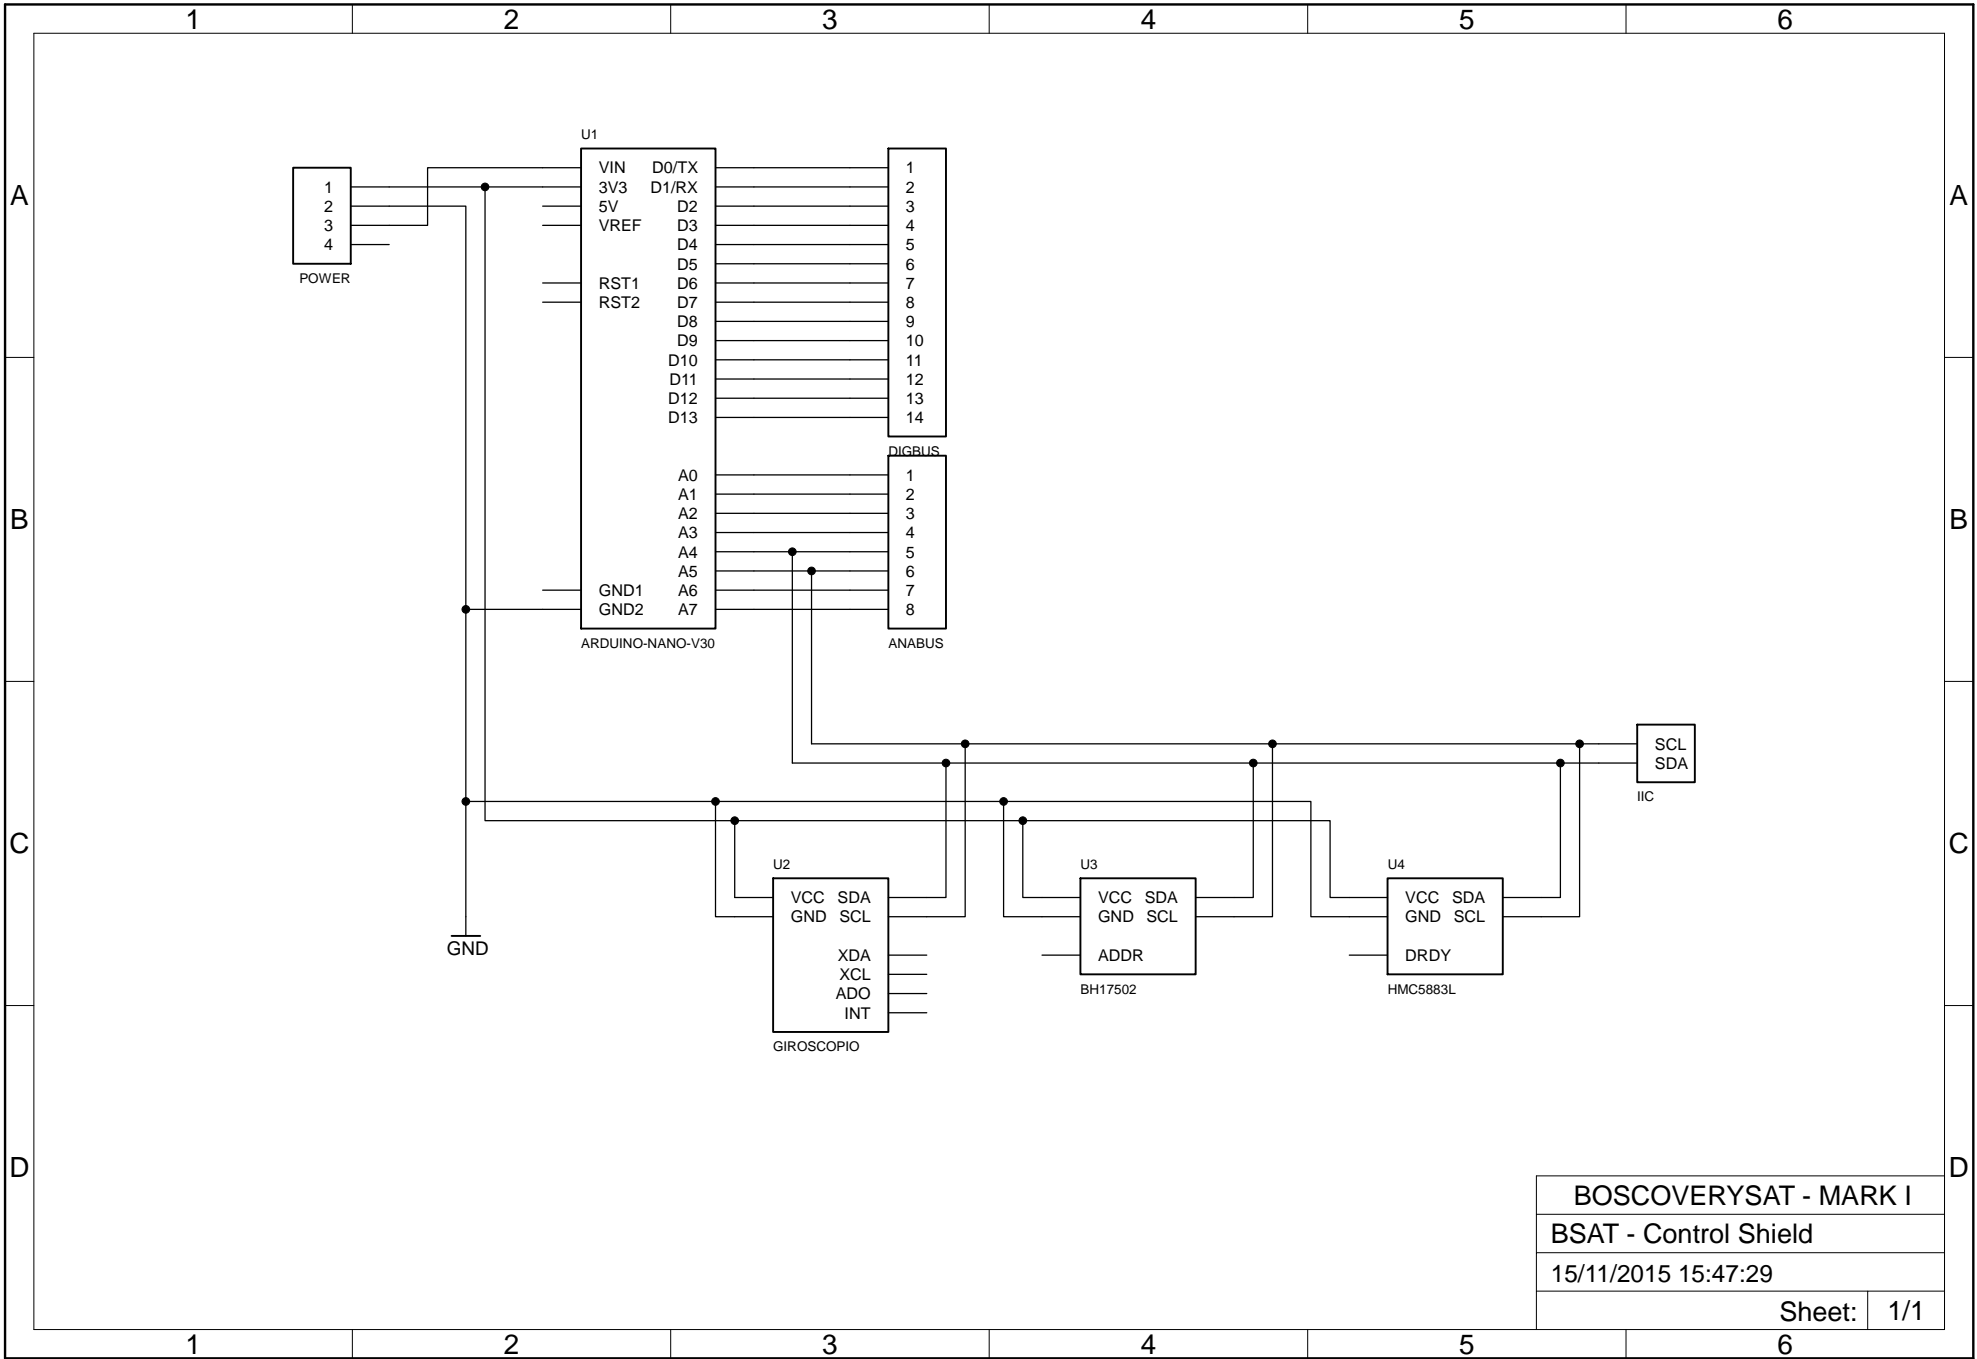 1 2 3 4 5 6
A A
B B
C C
D D
1
2
3
4
POWER
U1
VIN D0/TX
3V3 D1/RX
5V D2
VREF D3
D4
D5
RST1 D6
RST2 D7
D8
D9
D10
D11
D12
D13
A0
A1
A2
A3
A4
A5
GND1 A6
GND2 A7
ARDUINO-NANO-V30
1
2
3
4
5
6
7
8
9
10
11
12
13
14
DIGBUS
1
2
3
4
5
6
7
8
ANABUS
SCL
SDA
IIC
GND
U2
VCC SDA
GND SCL
XDA
XCL
ADO
INT
GIROSCOPIO
U3
VCC SDA
GND SCL
ADDR
BH17502
U4
VCC SDA
GND SCL
DRDY
HMC5883L
BOSCOVERYSAT - MARK I
BSAT - Control Shield
15/11/2015 15:47:29
Sheet: 1/1
1 2 3 4 5 6